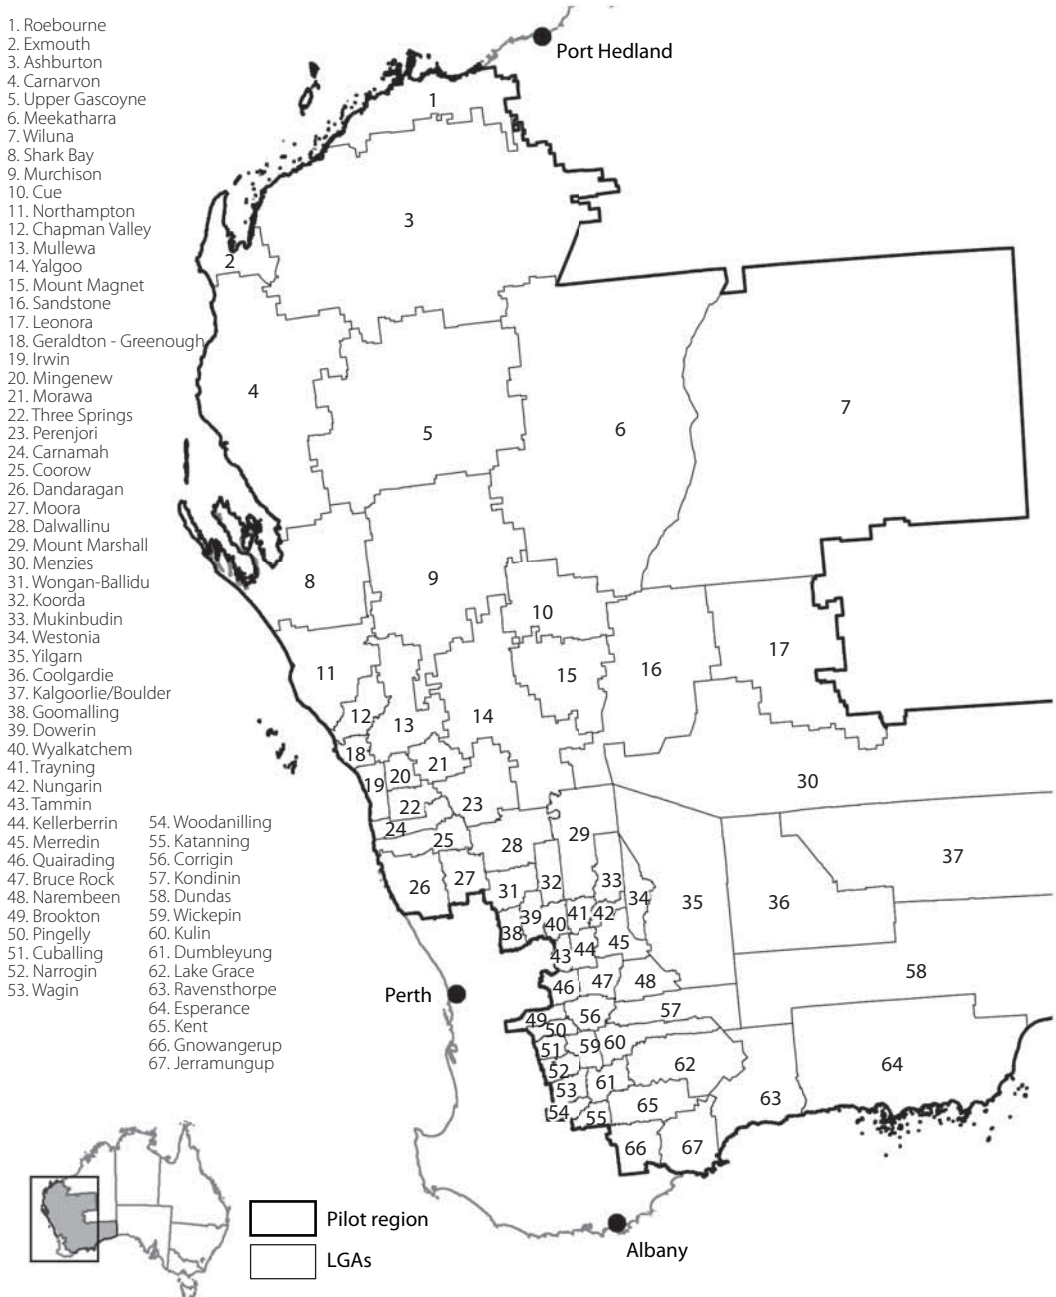 1. Roebourne
2. Exmouth
3. Ashburton
4. Carnarvon
5. Upper Gascoyne
6. Meekatharra
7. Wiluna
8. Shark Bay
9. Murchison
10. Cue
11. Northampton
12. Chapman Valley
13. Mullewa
14. Yalgoo
15. Mount Magnet
16. Sandstone
17. Leonora
18. Geraldton - Greenough
19. Irwin
20. Mingenew
21. Morawa
22. Three Springs
23. Perenjori
24. Carnamah
25. Coorow
26. Dandaragan
27. Moora
28. Dalwallinu
29. Mount Marshall
30. Menzies
31. Wongan-Ballidu
32. Koorda
33. Mukinbudin
34. Westonia
35. Yilgarn
36. Coolgardie
37. Kalgoorlie/Boulder
38. Goomalling
39. Dowerin
40. Wyalkatchem
41. Trayning
42. Nungarin
43. Tammin
44. Kellerberrin
45. Merredin
46. Quairading
47. Bruce Rock
48. Narembeen
49. Brookton
50. Pingelly
51. Cuballing
52. Narrogin
53. Wagin
54. Woodanilling
55. Katanning
56. Corrigin
57. Kondinin
58. Dundas
59. Wickepin
60. Kulin
61. Dumbleyung
62. Lake Grace
63. Ravensthorpe
64. Esperance
65. Kent
66. Gnowangerup
67. Jerramungup
Port Hedland
1
3
2
4
5
6
7
8
9
10
11
12
13
14
15
16
17
18
19
20
21
22
23
24
25
26
27
28
29
30
31
32
33
34
35
36
37
38
39
40
41
42
43
44
45
46
47
48
49
50
51
52
53
54
55
56
57
58
59
60
61
62
63
64
65
66
67
Perth
Albany
Pilot region
LGAs